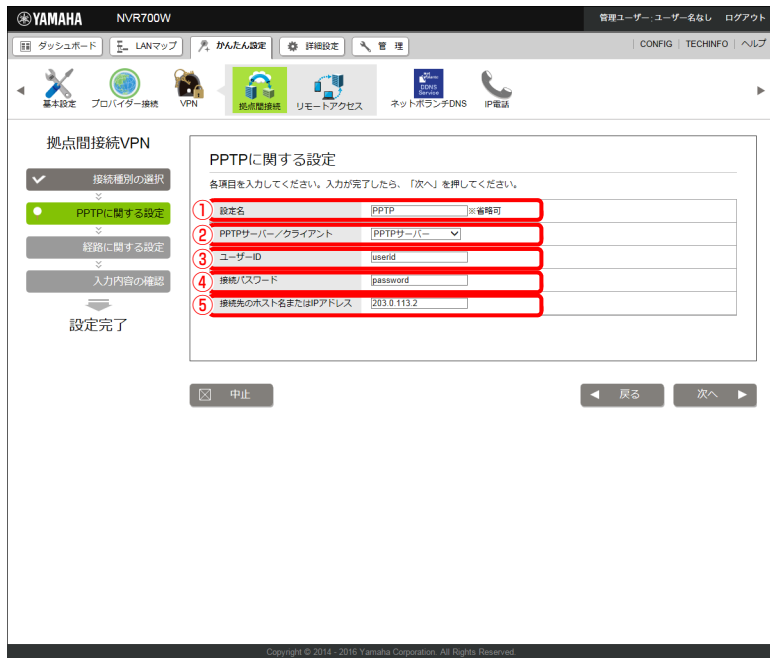 YAMAHA NVR700W 管理ユーザー:ユーザー名なし ログアウト
ダッシュボード LANマップ かんたん設定 詳細設定 管 理 CONFIG TECHINFO ヘルプ
Net Volante DDNS Service
基本設定 プロバイダー接続 VPN 拠点間接続 リモートアクセス ネットボランチDNS IP電話
拠点間接続VPN
接続種別の選択
PPTPに関する設定
経路に関する設定
入力内容の確認
設定完了
PPTPに関する設定
各項目を入力してください。入力が完了したら、「次へ」を押してください。
① 設定名 PPTP ※省略可
② PPTPサーバー／クライアント PPTPサーバー
③ ユーザーID userid
④ 接続パスワード password
⑤ 接続先のホスト名またはIPアドレス 203.0.113.2
中止 戻る 次へ
Copyright © 2014 - 2016 Yamaha Corporation. All Rights Reserved.